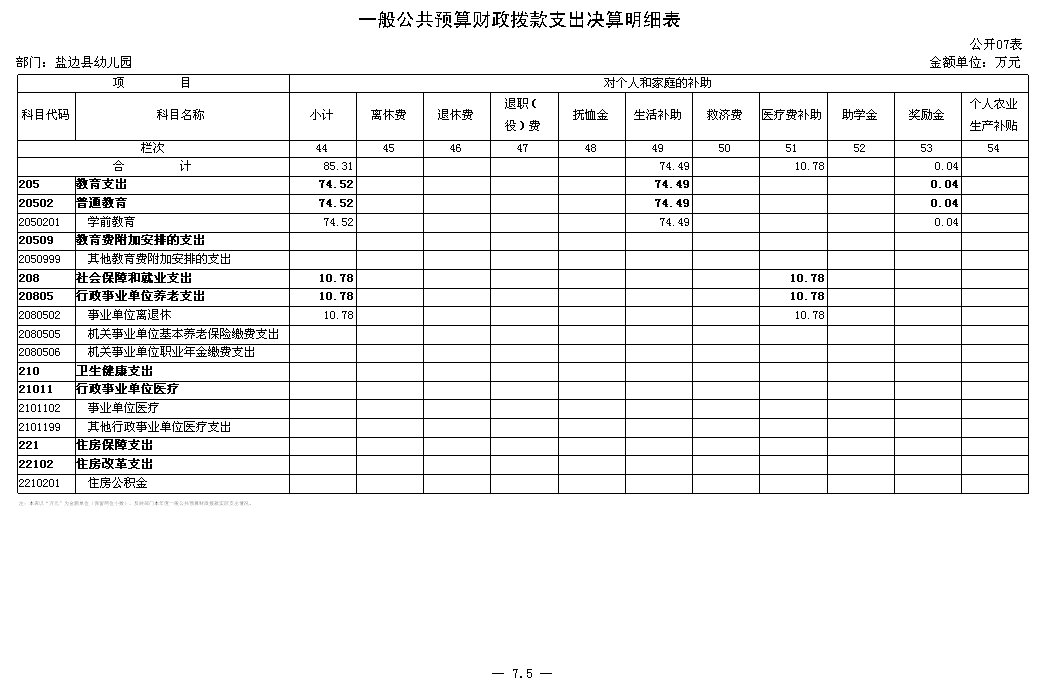 一般公共预算财政拨款支出决算明细表
公开07表
部门：盐边县幼儿园 金额单位：万元
项 目 对个人和家庭的补助
科目代码 科目名称 小计 离休费 退休费 退职（役）费 抚恤金 生活补助 救济费 医疗费补助 助学金 奖励金 个人农业生产补贴
栏次 44 45 46 47 48 49 50 51 52 53 54
合 计 85.31 74.49 10.78 0.04
205 教育支出 74.52 74.49 0.04
20502 普通教育 74.52 74.49 0.04
2050201 学前教育 74.52 74.49 0.04
20509 教育费附加安排的支出
2050999 其他教育费附加安排的支出
208 社会保障和就业支出 10.78 10.78
20805 行政事业单位养老支出 10.78 10.78
2080502 事业单位离退休 10.78 10.78
2080505 机关事业单位基本养老保险缴费支出
2080506 机关事业单位职业年金缴费支出
210 卫生健康支出
21011 行政事业单位医疗
2101102 事业单位医疗
2101199 其他行政事业单位医疗支出
221 住房保障支出
22102 住房改革支出
2210201 住房公积金
— 7.5 —